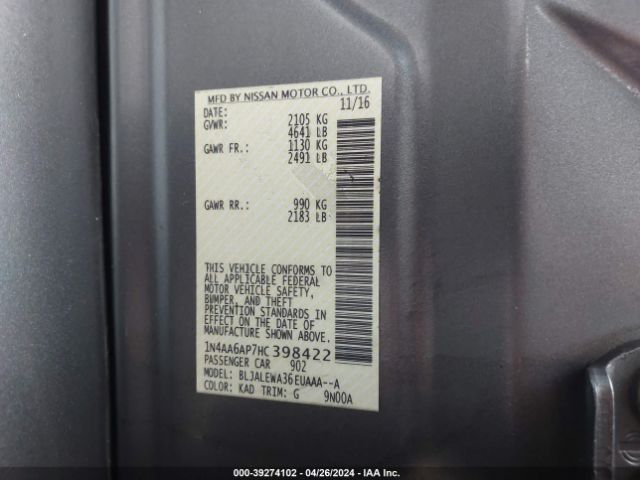 MFD BY NISSAN MOTOR CO., LTD.
DATE: 11/16
GVWR: 2105 KG
4641 LB
GAWR FR.: 1130 KG
2491 LB
GAWR RR.: 990 KG
2183 LB
THIS VEHICLE CONFORMS TO
ALL APPLICABLE FEDERAL
MOTOR VEHICLE SAFETY,
BUMPER, AND THEFT
PREVENTION STANDARDS IN
EFFECT ON THE DATE OF
MANUFACTURE SHOWN ABOVE.
1N4AA6AP7HC398422
PASSENGER CAR 902
MODEL: BLJALEWA36EUAAA--A
COLOR: KAD TRIM: G 9N00A
000-39274102 - 04/26/2024 - IAA Inc.